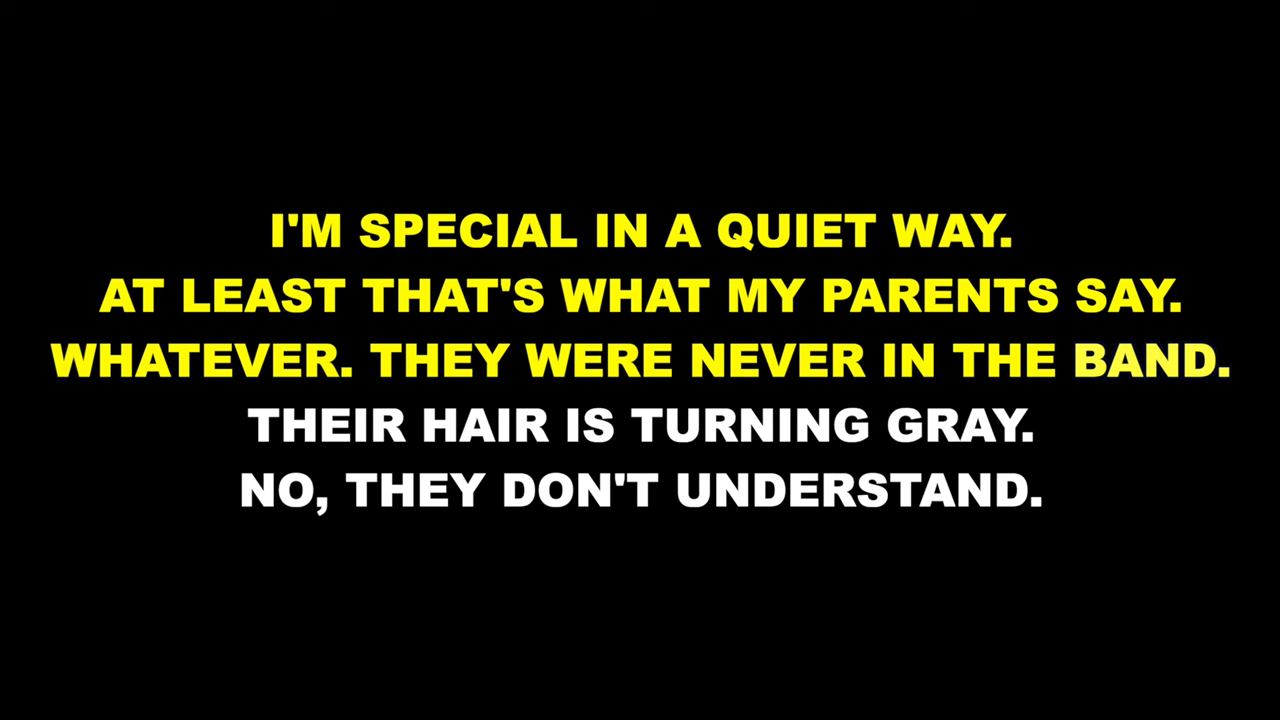 I'M SPECIAL IN A QUIET WAY.
AT LEAST THAT'S WHAT MY PARENTS SAY.
WHATEVER. THEY WERE NEVER IN THE BAND.
THEIR HAIR IS TURNING GRAY.
NO, THEY DON'T UNDERSTAND.